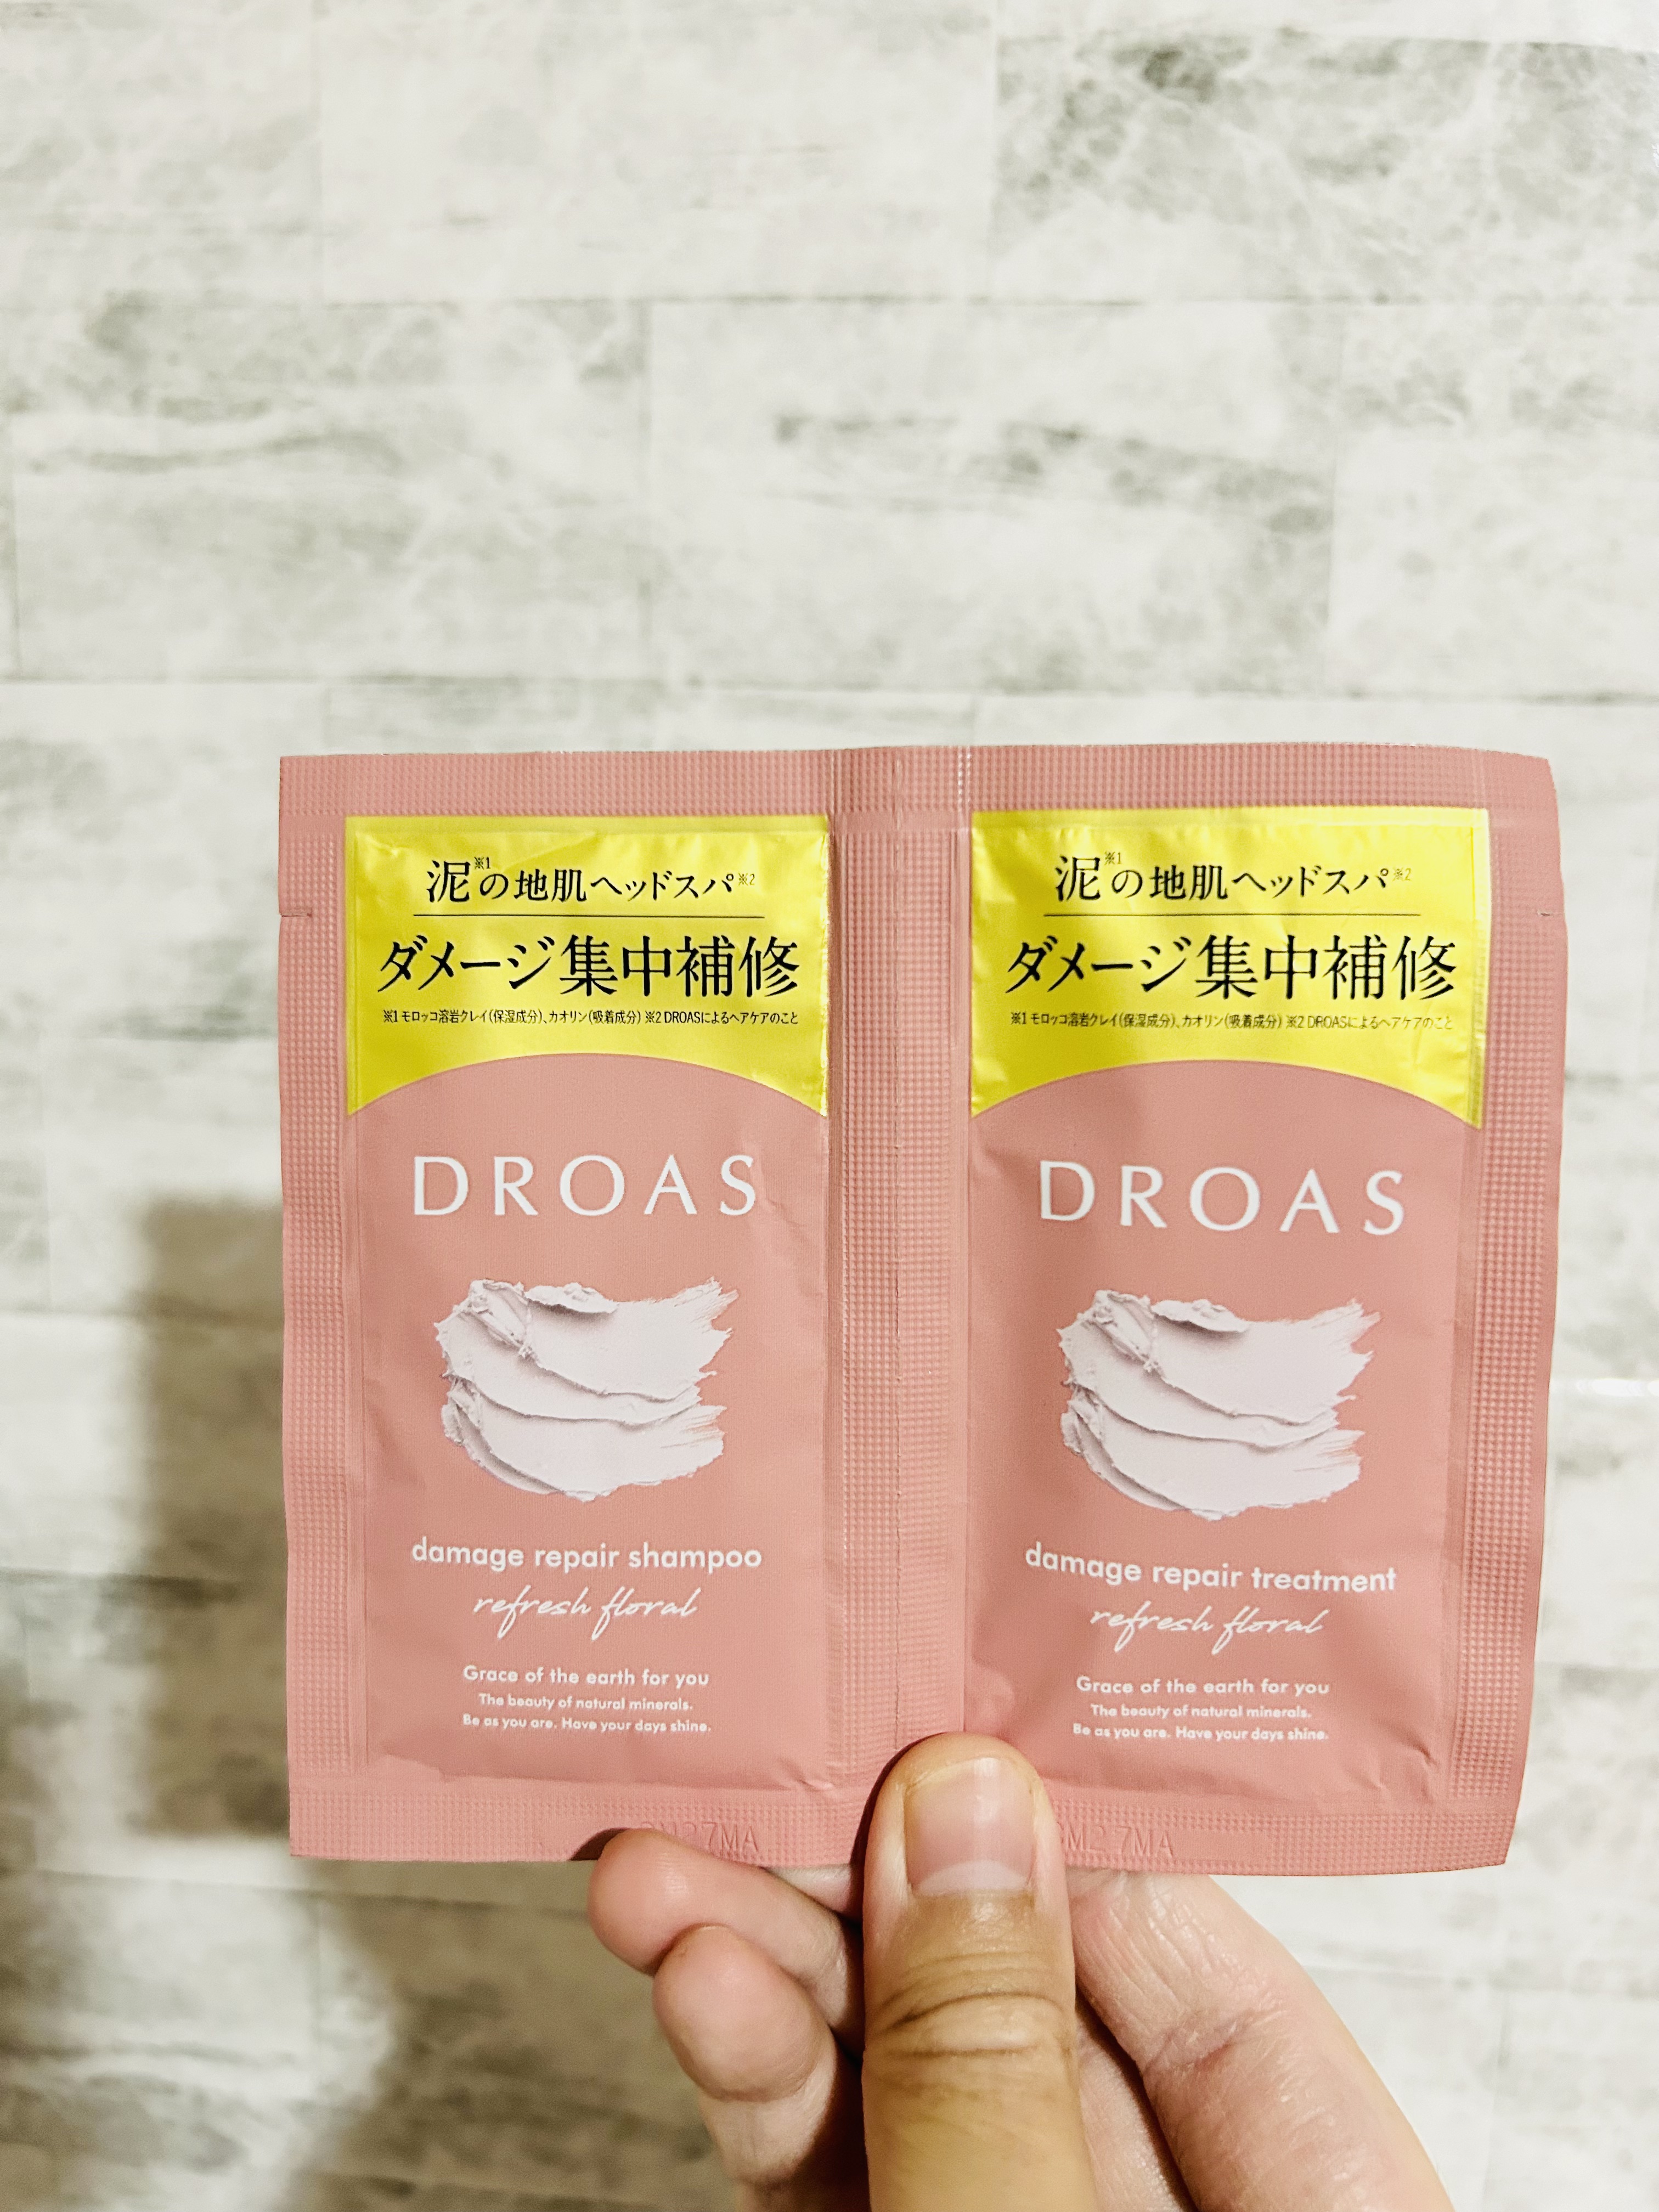 泥※1の地肌ヘッドスパ※2
ダメージ集中補修
※1 モロッコ溶岩クレイ(保湿成分)、カオリン(吸着成分) ※2 DROASによるヘアケアのこと
DROAS
damage repair shampoo
refresh floral
Grace of the earth for you
The beauty of natural minerals.
Be as you are. Have your days shine.
泥※1の地肌ヘッドスパ※2
ダメージ集中補修
※1 モロッコ溶岩クレイ(保湿成分)、カオリン(吸着成分) ※2 DROASによるヘアケアのこと
DROAS
damage repair treatment
refresh floral
Grace of the earth for you
The beauty of natural minerals.
Be as you are. Have your days shine.